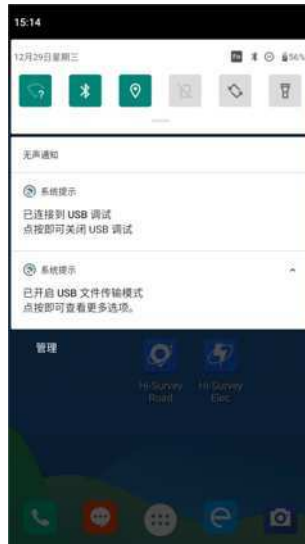 15:14
12月29日星期三
Fn
56%
无声通知
系统提示
已连接到 USB 调试
点按即可关闭 USB 调试
系统提示
已开启 USB 文件传输模式
点按即可查看更多选项。
管理
Hi-Survey Road
Hi-Survey Elec